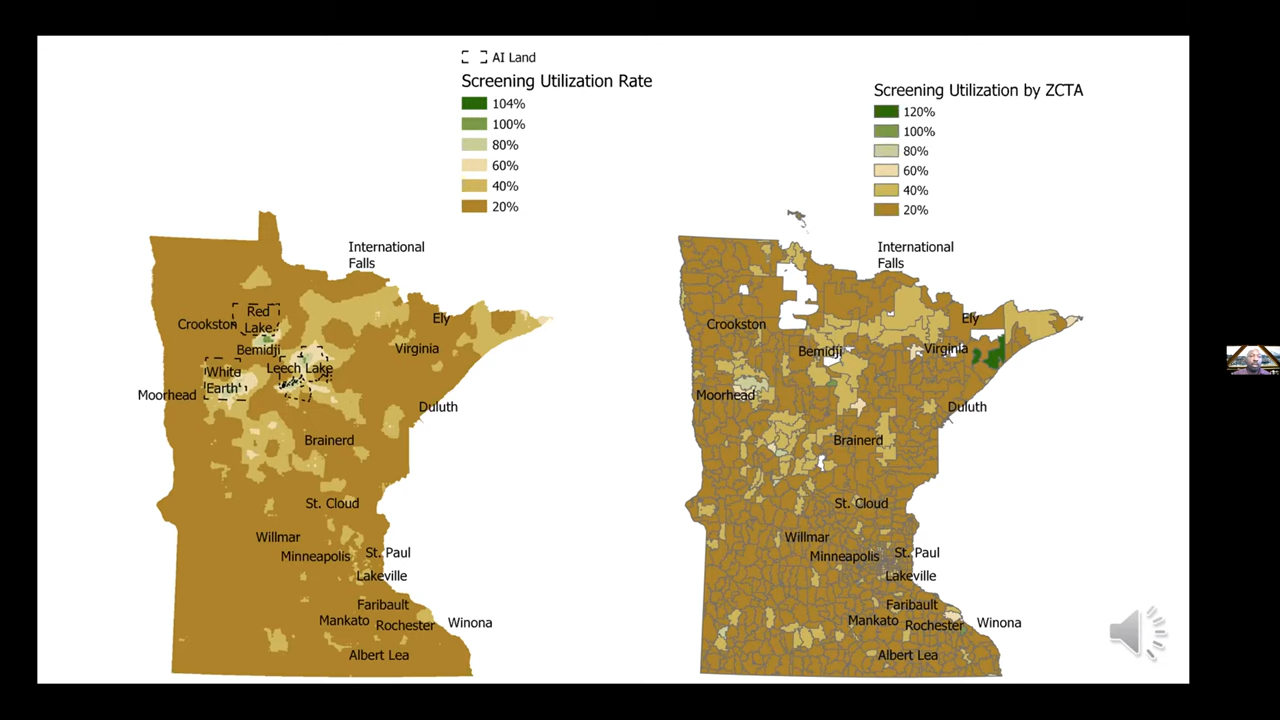 AI Land
Screening Utilization Rate
104%
100%
80%
60%
40%
20%
International
Falls
Red
Lake
Crookston
Ely
Bemidji
Virginia
Leech Lake
White
Earth
Moorhead
Duluth
Brainerd
St. Cloud
Willmar
Minneapolis
St. Paul
Lakeville
Faribault
Mankato
Rochester
Winona
Albert Lea
Screening Utilization by ZCTA
120%
100%
80%
60%
40%
20%
International
Falls
Crookston
Ely
Bemidji
Virginia
Moorhead
Duluth
Brainerd
St. Cloud
Willmar
Minneapolis
St. Paul
Lakeville
Faribault
Mankato
Rochester
Winona
Albert Lea